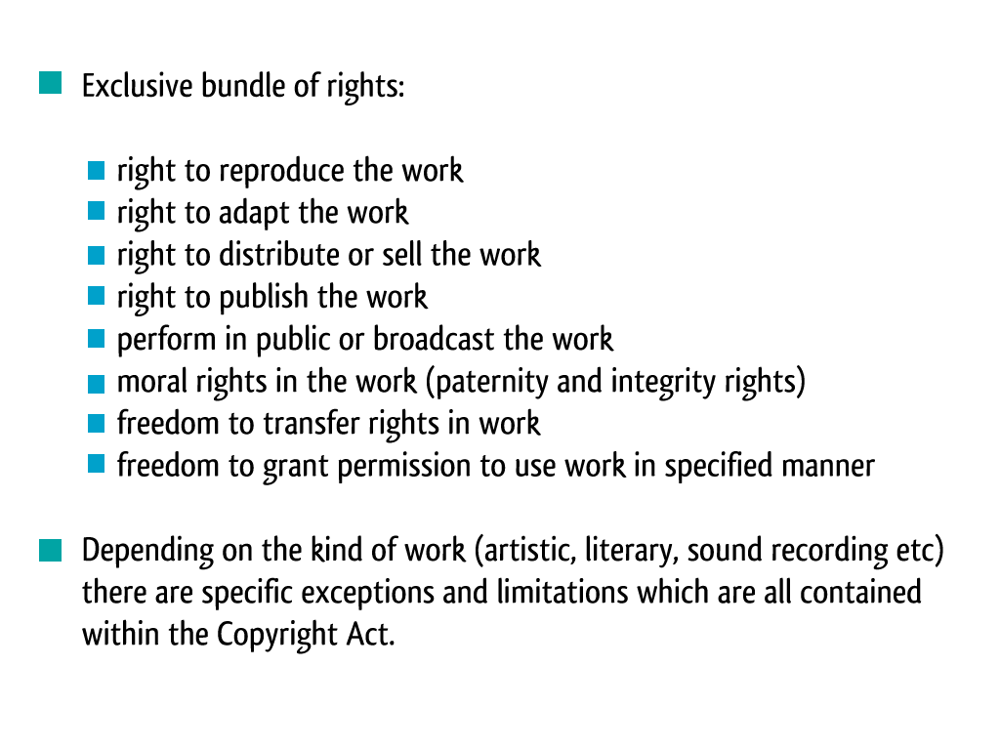 Exclusive bundle of rights:
right to reproduce the work
right to adapt the work
right to distribute or sell the work
right to publish the work
perform in public or broadcast the work
moral rights in the work (paternity and integrity rights)
freedom to transfer rights in work
freedom to grant permission to use work in specified manner
Depending on the kind of work (artistic, literary, sound recording etc)
there are specific exceptions and limitations which are all contained
within the Copyright Act.